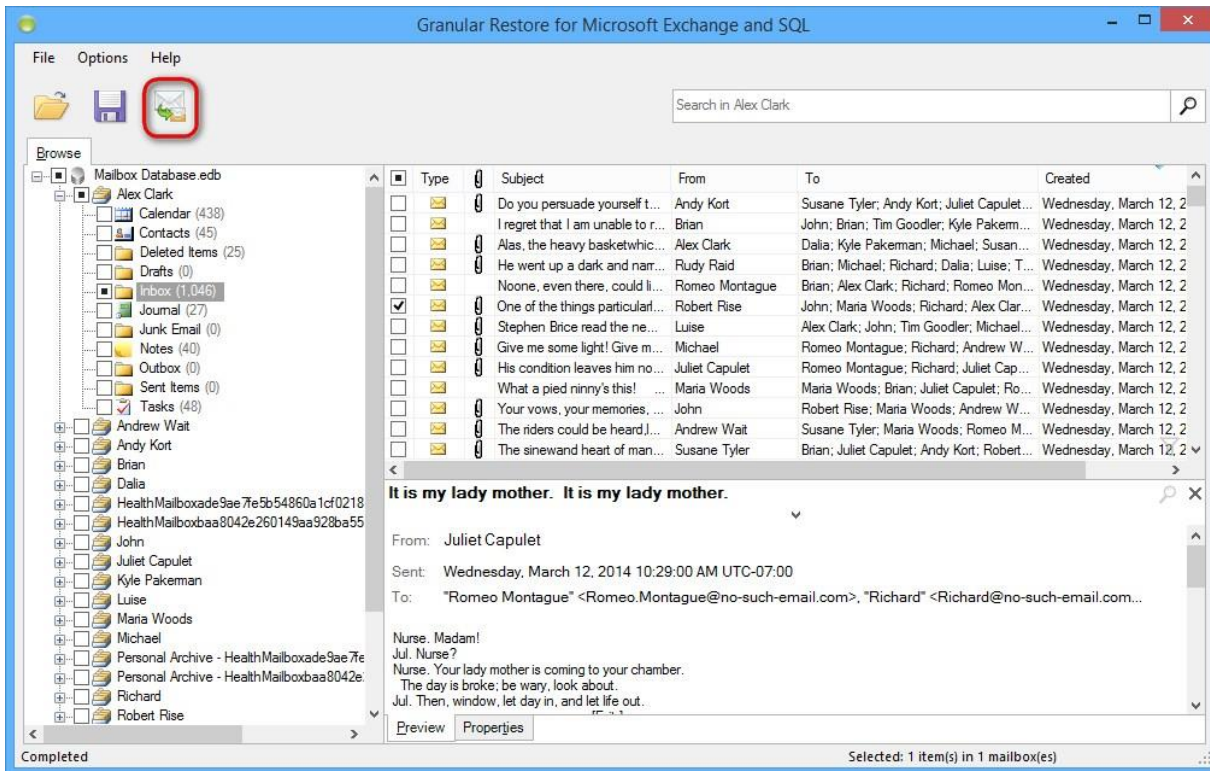 Granular Restore for Microsoft Exchange and SQL
File Options Help
Search in Alex Clark
Browse
Mailbox Database.edb
Alex Clark
Calendar (438)
Contacts (45)
Deleted Items (25)
Drafts (0)
Inbox (1,046)
Journal (27)
Junk Email (0)
Notes (40)
Outbox (0)
Sent Items (0)
Tasks (48)
Andrew Wait
Andy Kort
Brian
Dalia
HealthMailboxade9ae7fe5b54860a1cf0218
HealthMailboxbaa8042e260149aa928ba55
John
Juliet Capulet
Kyle Pakerman
Luise
Maria Woods
Michael
Personal Archive - HealthMailboxade9ae7fe
Personal Archive - HealthMailboxbaa8042e
Richard
Robert Rise
Type Subject From To Created
Do you persuade yourself t... Andy Kort Susane Tyler; Andy Kort; Juliet Capulet... Wednesday, March 12, 2
I regret that I am unable to r... Brian John; Brian; Tim Goodler; Kyle Pakerm... Wednesday, March 12, 2
Alas, the heavy basketwhic... Alex Clark Dalia; Kyle Pakerman; Michael; Susan... Wednesday, March 12, 2
He went up a dark and narr... Rudy Raid Brian; Michael; Richard; Dalia; Luise; T... Wednesday, March 12, 2
Noone, even there, could li... Romeo Montague Brian; Alex Clark; Richard; Romeo Mon... Wednesday, March 12, 2
One of the things particularl... Robert Rise John; Maria Woods; Richard; Alex Clar... Wednesday, March 12, 2
Stephen Brice read the ne... Luise Alex Clark; John; Tim Goodler; Michael... Wednesday, March 12, 2
Give me some light! Give m... Michael Romeo Montague; Richard; Andrew W... Wednesday, March 12, 2
His condition leaves him no... Juliet Capulet Romeo Montague; Richard; Juliet Cap... Wednesday, March 12, 2
What a pied ninny's this! ... Maria Woods Maria Woods; Brian; Juliet Capulet; Ro... Wednesday, March 12, 2
Your vows, your memories, ... John Robert Rise; Maria Woods; Andrew W... Wednesday, March 12, 2
The riders could be heard,l... Andrew Wait Susane Tyler; Maria Woods; Romeo M... Wednesday, March 12, 2
The sinewand heart of man... Susane Tyler Brian; Juliet Capulet; Andy Kort; Robert... Wednesday, March 12, 2
It is my lady mother. It is my lady mother.
From: Juliet Capulet
Sent: Wednesday, March 12, 2014 10:29:00 AM UTC-07:00
To: "Romeo Montague" <Romeo.Montague@no-such-email.com>, "Richard" <Richard@no-such-email.com...
Nurse. Madam!
Jul. Nurse?
Nurse. Your lady mother is coming to your chamber.
The day is broke; be wary, look about.
Jul. Then, window, let day in, and let life out.
Preview Properties
Completed Selected: 1 item(s) in 1 mailbox(es)